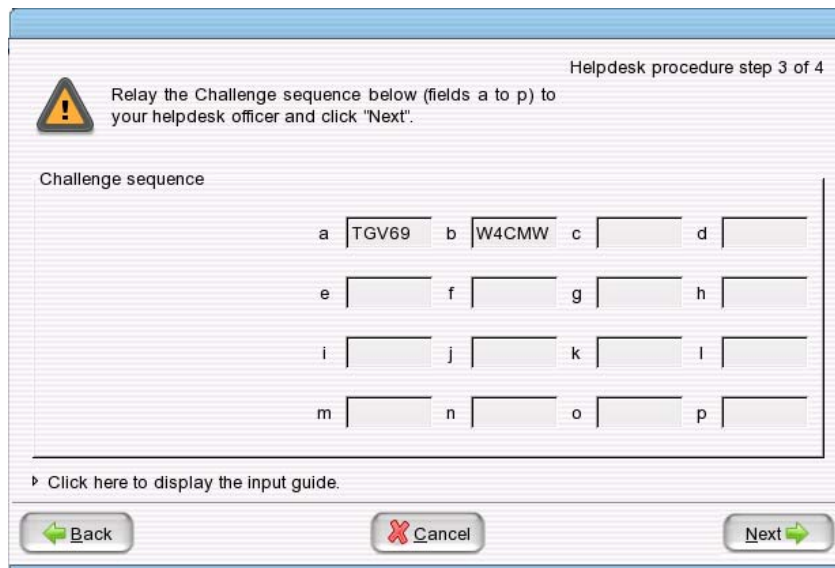 Helpdesk procedure step 3 of 4
Relay the Challenge sequence below (fields a to p) to
your helpdesk officer and click "Next".
Challenge sequence
a TGV69 b W4CMW c d
e f g h
i j k l
m n o p
Click here to display the input guide.
Back Cancel Next